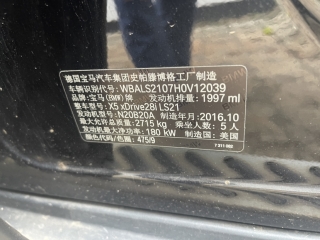 德国宝马汽车集团史帕滕博格工厂制造
车辆识别代号: WBALS2107H0V12039
品牌: 宝马(BMW)牌 发动机排量: 1997 ml
型号: X5 xDrive28i LS21
发动机型号: N20B20A 制造年月: 2016.10
最大允许总质量: 2715 kg 乘坐人数: 5 人
发动机最大净功率: 180 kW 制造国: 美国
颜色代码/色圈: 475/9